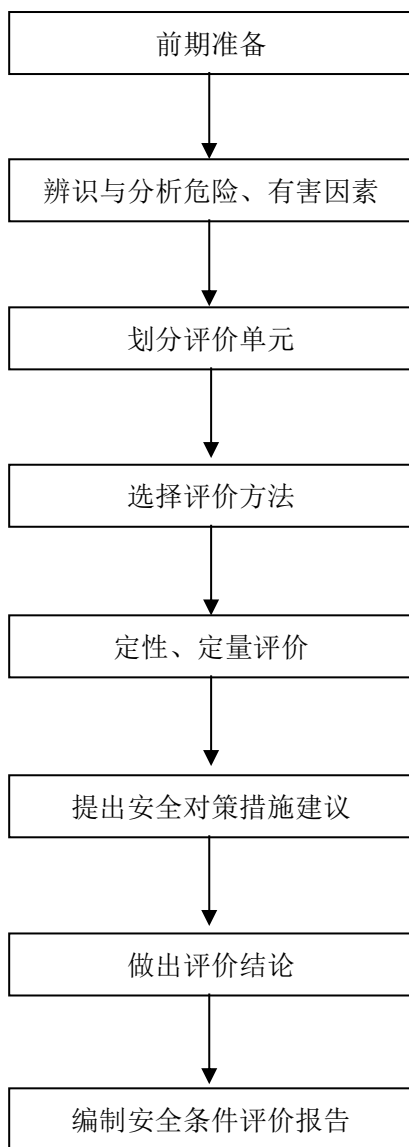 前期准备
辨识与分析危险、有害因素
划分评价单元
选择评价方法
定性、定量评价
提出安全对策措施建议
做出评价结论
编制安全条件评价报告